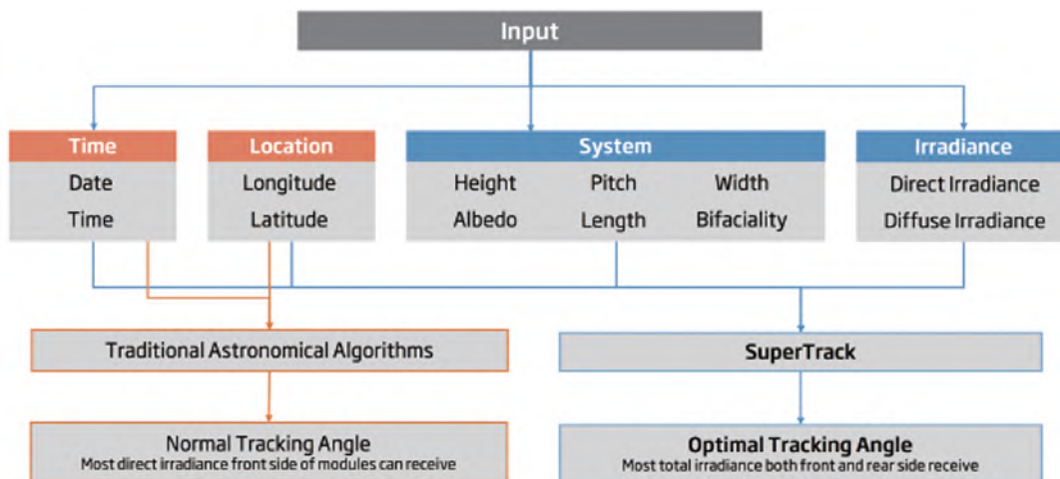 Input
Time
Location
System
Irradiance
Date
Longitude
Height
Pitch
Width
Direct Irradiance
Time
Latitude
Albedo
Length
Bifaciality
Diffuse Irradiance
Traditional Astronomical Algorithms
SuperTrack
Normal Tracking Angle
Most direct irradiance front side of modules can receive
Optimal Tracking Angle
Most total irradiance both front and rear side receive